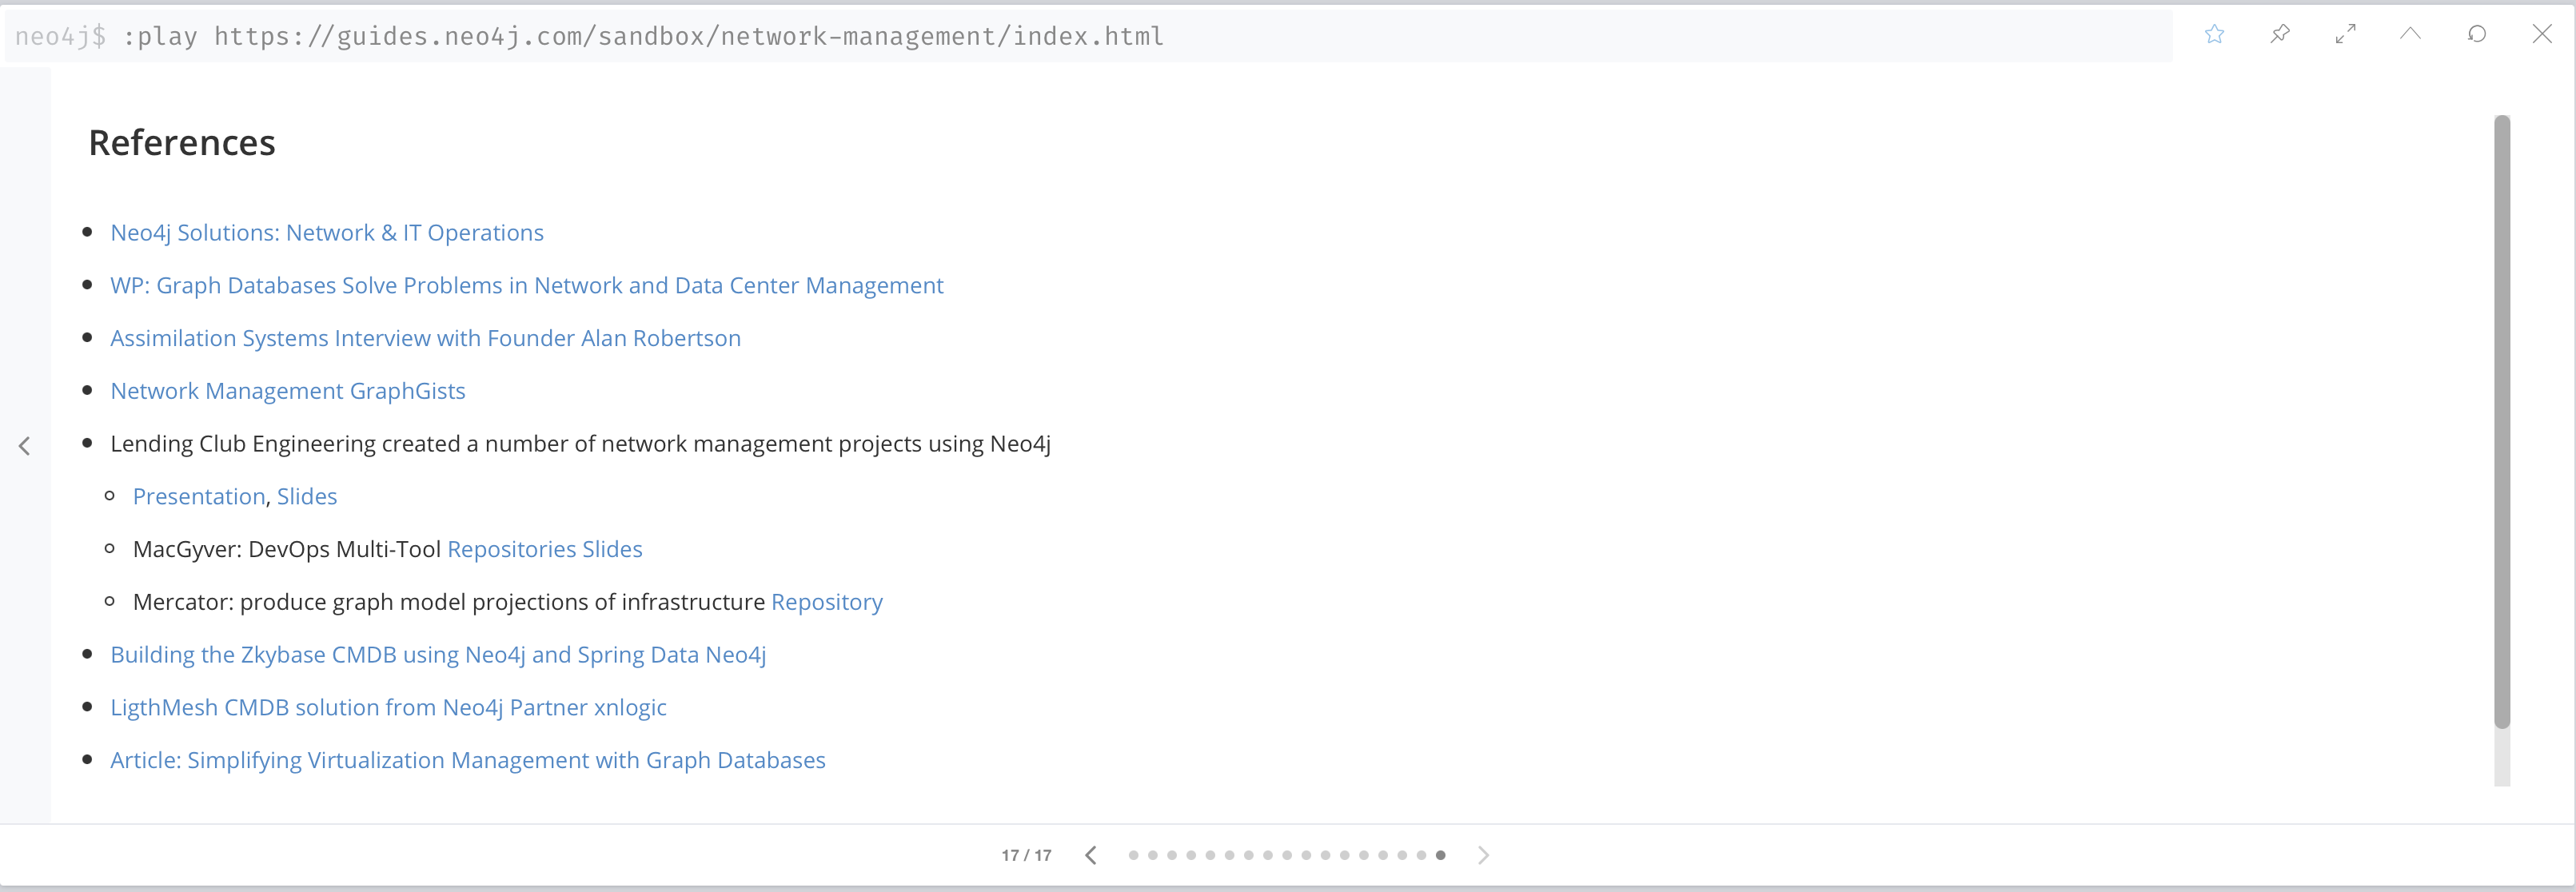 neo4j$ :play https://guides.neo4j.com/sandbox/network-management/index.html
References
Neo4j Solutions: Network & IT Operations
WP: Graph Databases Solve Problems in Network and Data Center Management
Assimilation Systems Interview with Founder Alan Robertson
Network Management GraphGists
Lending Club Engineering created a number of network management projects using Neo4j
Presentation, Slides
MacGyver: DevOps Multi-Tool Repositories Slides
Mercator: produce graph model projections of infrastructure Repository
Building the Zkybase CMDB using Neo4j and Spring Data Neo4j
LigthMesh CMDB solution from Neo4j Partner xnlogic
Article: Simplifying Virtualization Management with Graph Databases
17 / 17